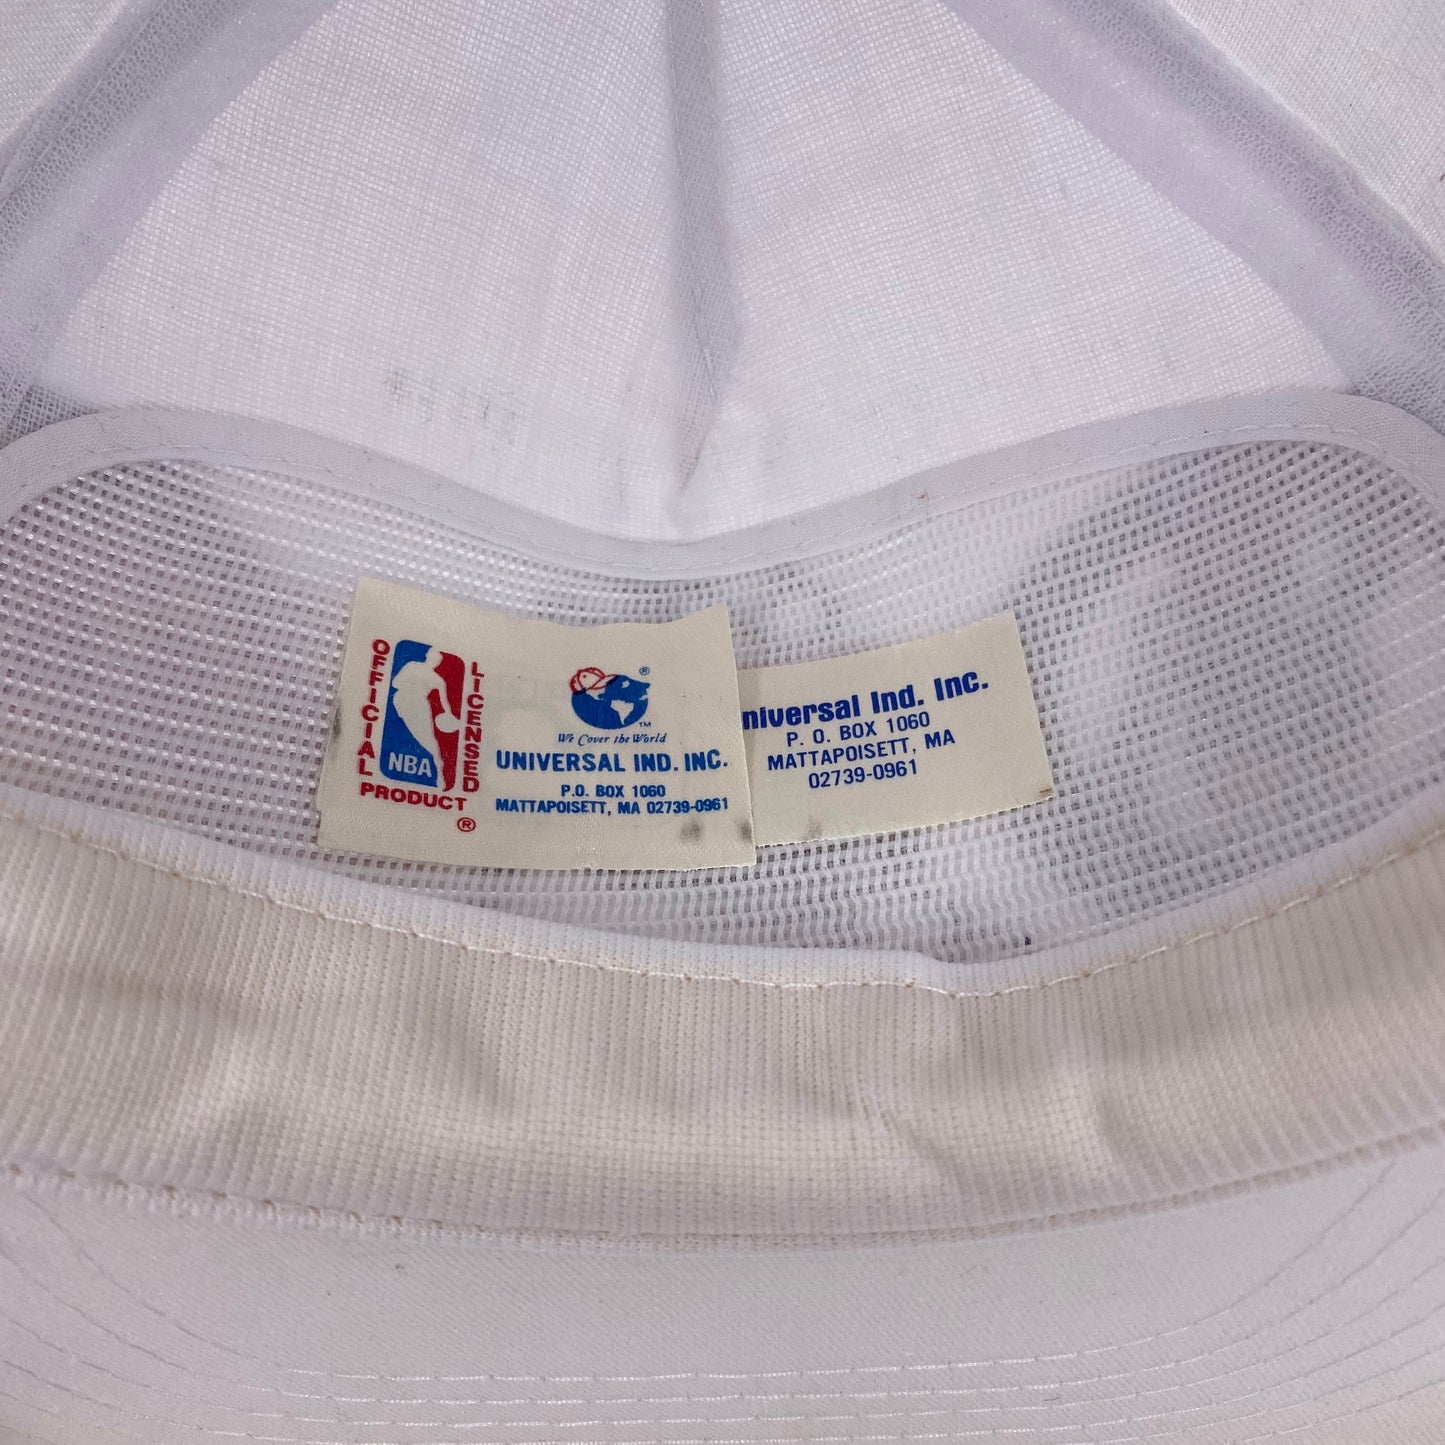 OFFICIAL
LICENSED
NBA
PRODUCT
®
®
™
We Cover the World
UNIVERSAL IND. INC.
P.O. BOX 1060
MATTAPOISETT, MA 02739-0961
niversal Ind. Inc.
P. O. BOX 1060
MATTAPOISETT, MA
02739-0961